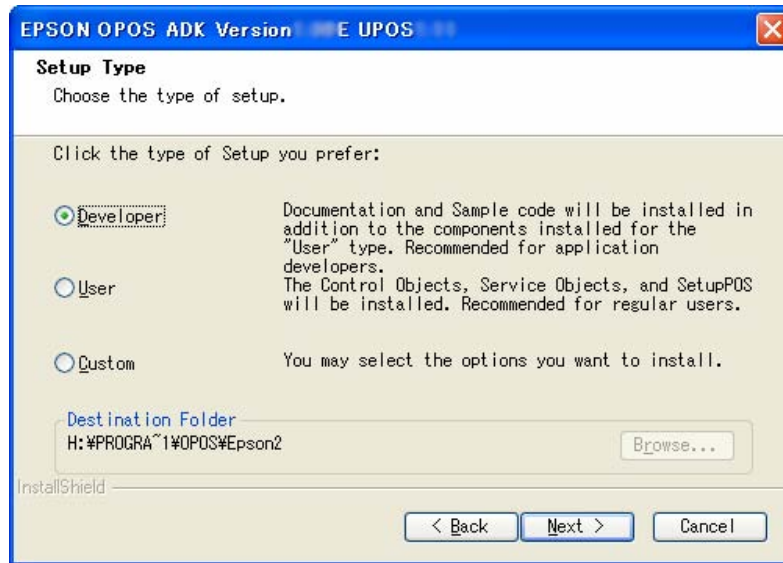 EPSON OPOS ADK Version E UPOS
Setup Type
Choose the type of setup.
Click the type of Setup you prefer:
Developer
Documentation and Sample code will be installed in
addition to the components installed for the
"User" type. Recommended for application
developers.
User
The Control Objects, Service Objects, and SetupPOS
will be installed. Recommended for regular users.
Custom
You may select the options you want to install.
Destination Folder
H:¥PROGRA~1¥OPOS¥Epson2
Browse...
InstallShield
< Back
Next >
Cancel